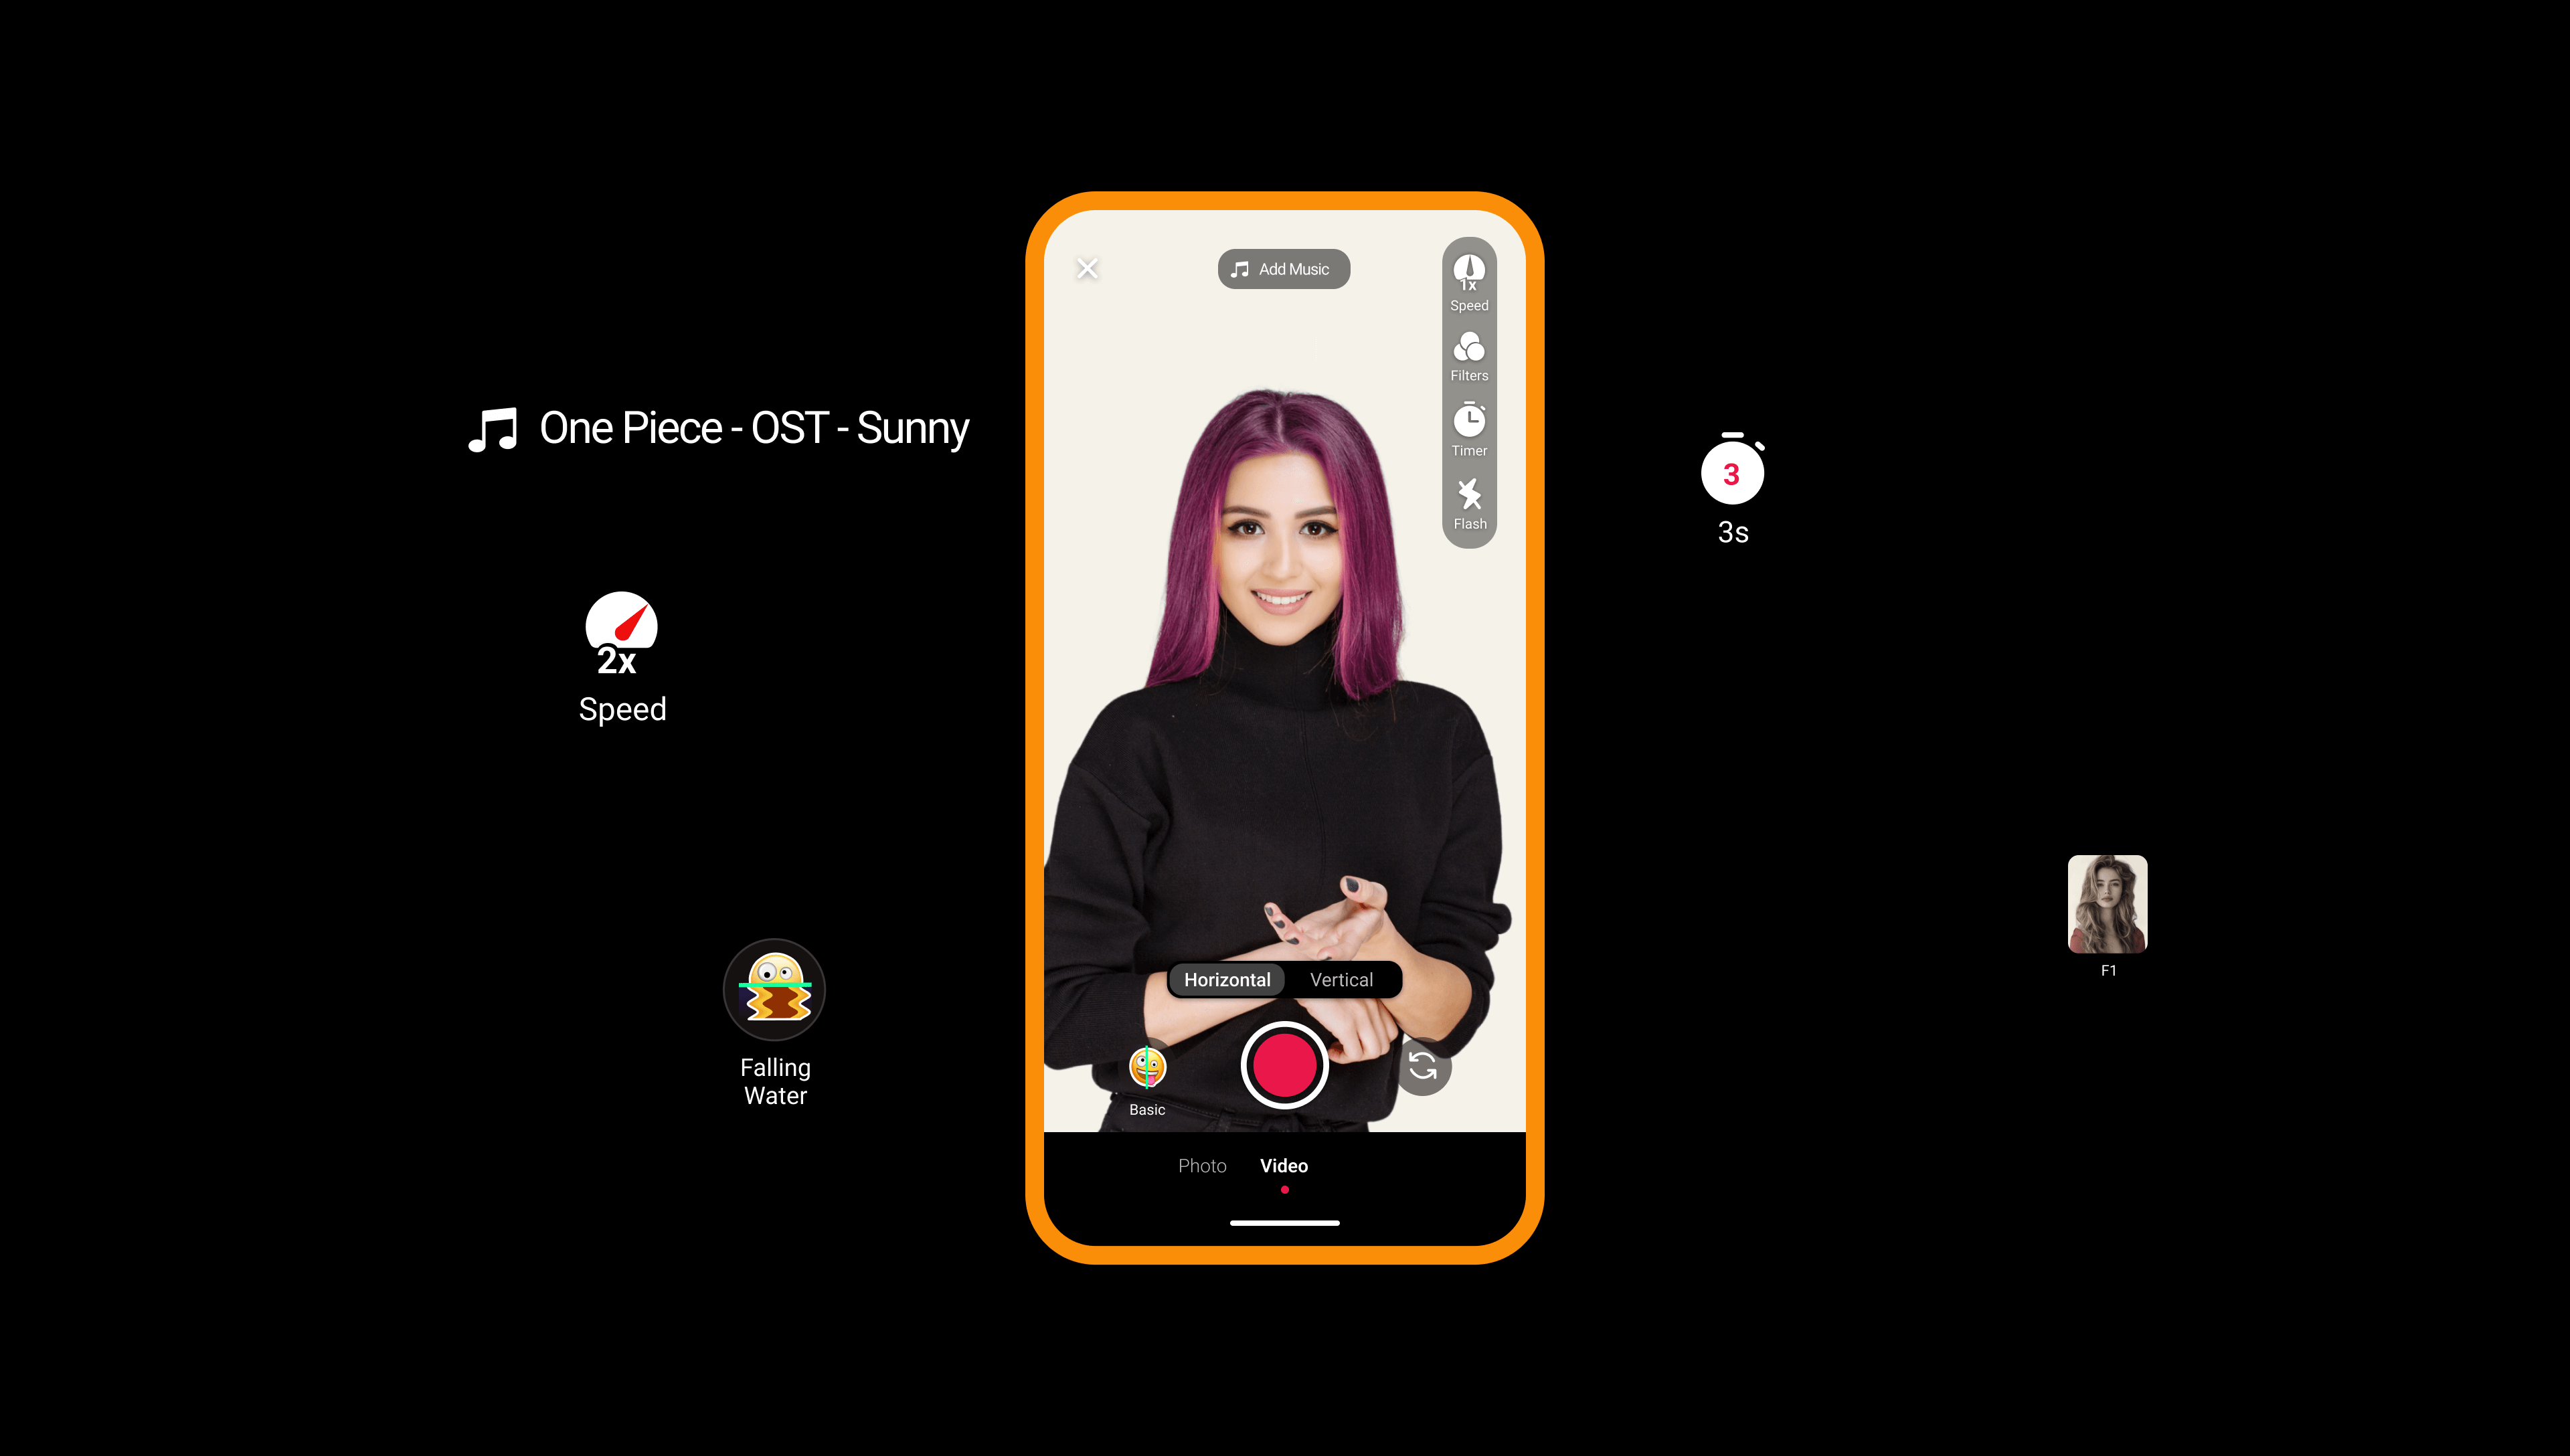 Add Music
1x
Speed
Filters
Timer
Flash
One Piece - OST - Sunny
3
3s
2x
Speed
F1
Horizontal Vertical
Falling
Water
Basic
Photo Video